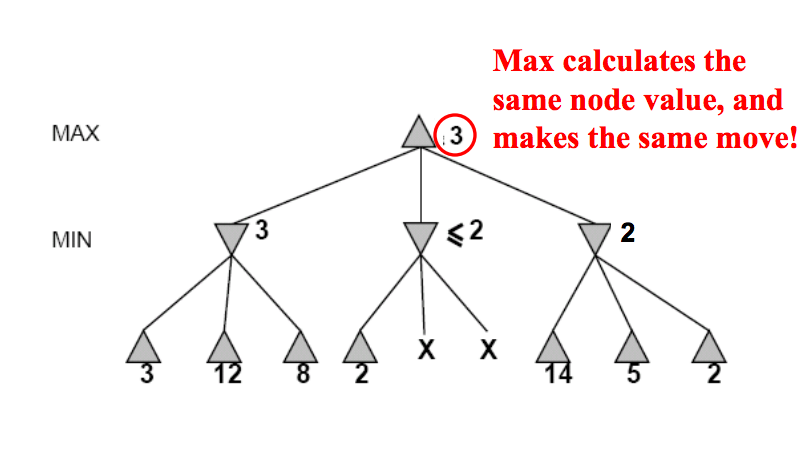 Max calculates the
same node value, and
MAX 3 makes the same move!
MIN 3 ⩽2 2
X X
3 12 8 2 14 5 2